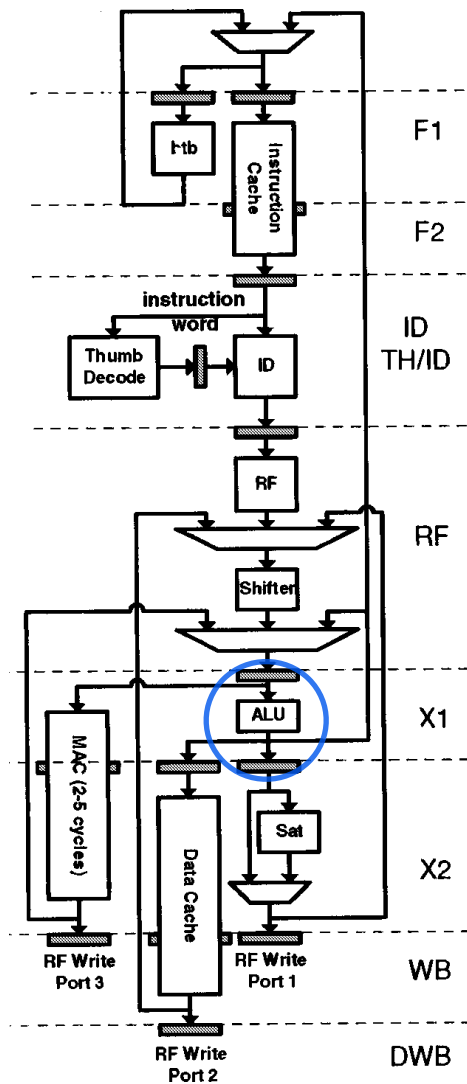 F1
btb
Instruction
Cache
F2
instruction
word
ID
TH/ID
Thumb
Decode
ID
RF
RF
Shifter
ALU
X1
MAC (2-5 cycles)
Data Cache
Sat
X2
RF Write
Port 3
RF Write
Port 1
WB
RF Write
Port 2
DWB